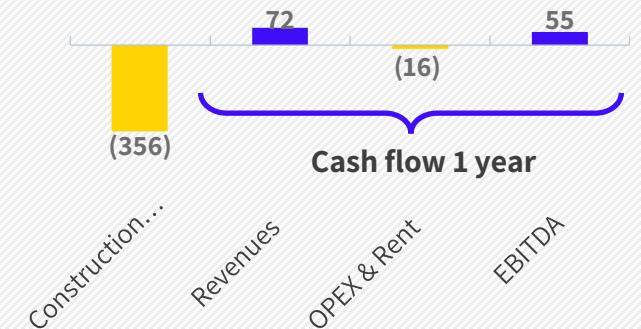 72
55
(16)
(356)
Cash flow 1 year
Construction…
Revenues
OPEX & Rent
EBITDA